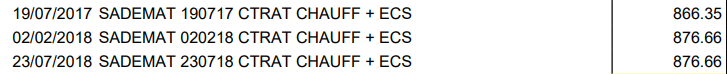 19/07/2017 SADEMAT 190717 CTRAT CHAUFF + ECS 866.35
02/02/2018 SADEMAT 020218 CTRAT CHAUFF + ECS 876.66
23/07/2018 SADEMAT 230718 CTRAT CHAUFF + ECS 876.66